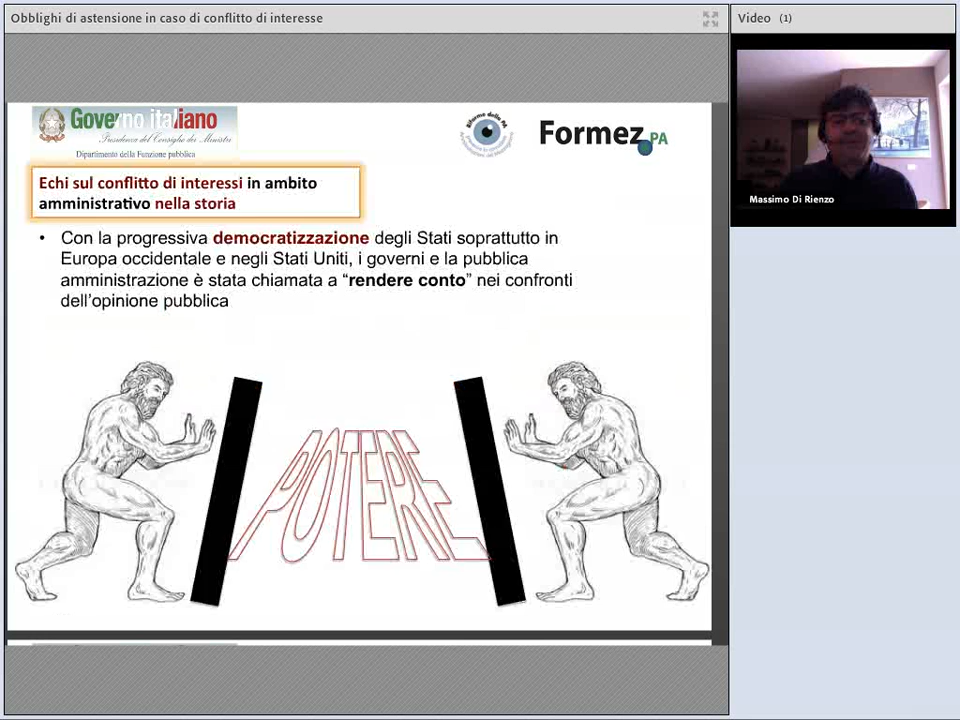 Obblighi di astensione in caso di conflitto di interesse
Video (1)
Governo italiano
Presidenza del Consiglio dei Ministri
Dipartimento della Funzione pubblica
Riforme della PA
Formez PA
Massimo Di Rienzo
Echi sul conflitto di interessi in ambito
amministrativo nella storia
• Con la progressiva democratizzazione degli Stati soprattutto in
Europa occidentale e negli Stati Uniti, i governi e la pubblica
amministrazione è stata chiamata a “rendere conto” nei confronti
dell’opinione pubblica
POTERE